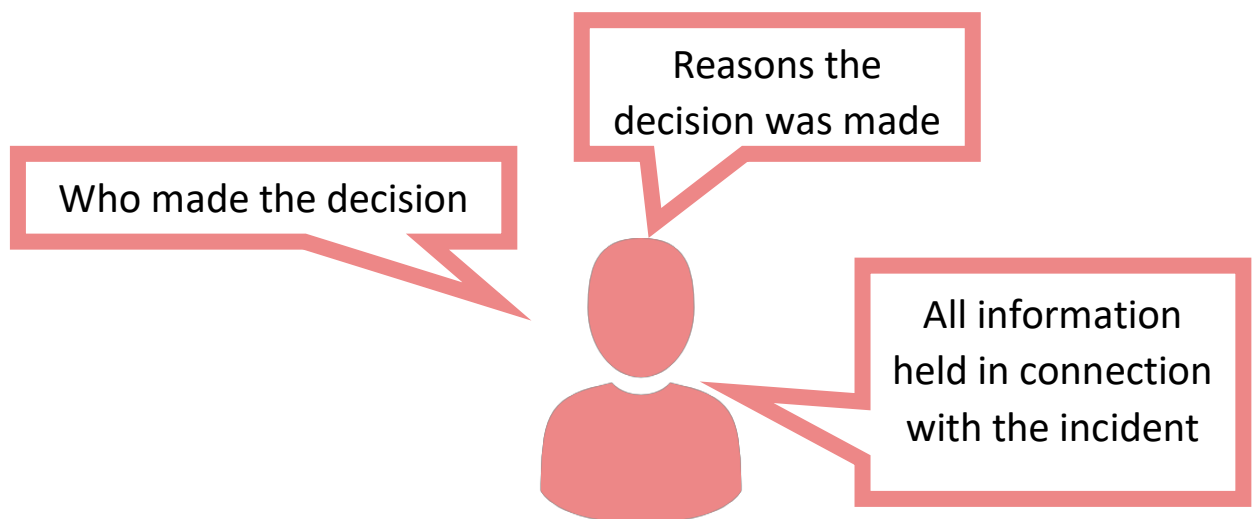 Reasons the
decision was made
Who made the decision
All information
held in connection
with the incident